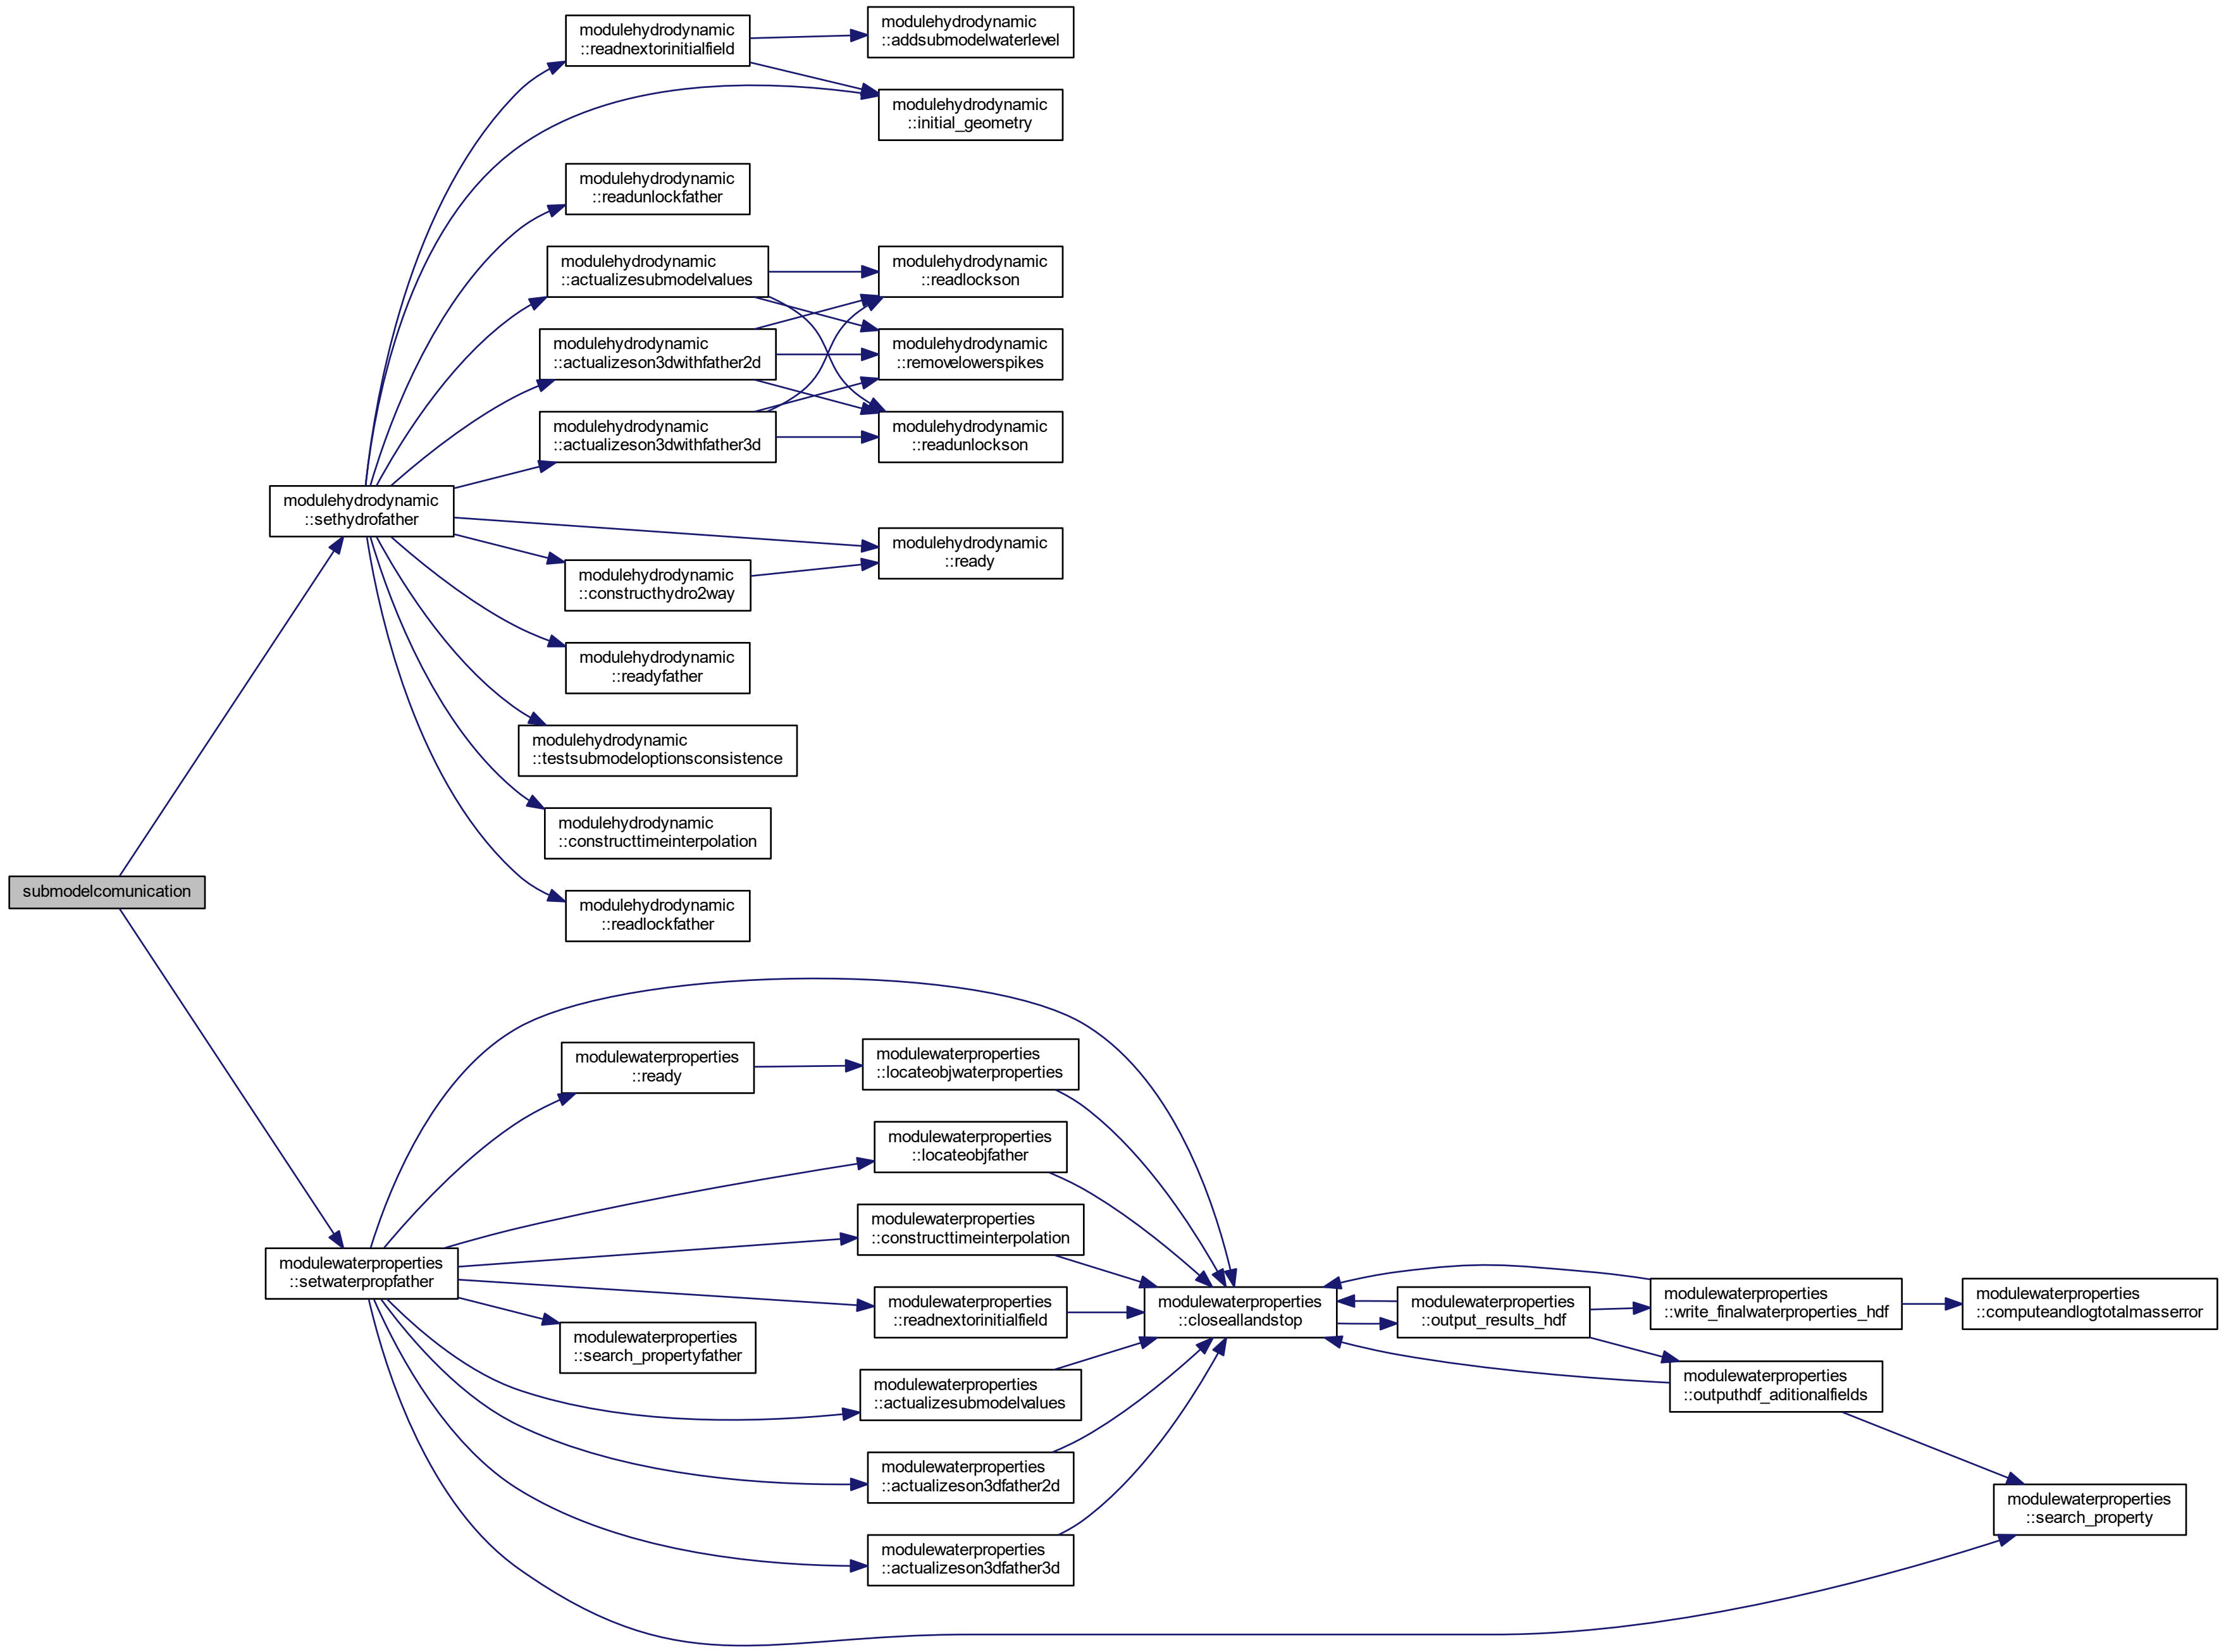 modulehydrodynamic
::readnextorinitialfield
modulehydrodynamic
::addsubmodelwaterlevel
modulehydrodynamic
::initial_geometry
modulehydrodynamic
::readunlockfather
modulehydrodynamic
::actualizesubmodelvalues
modulehydrodynamic
::readlockson
modulehydrodynamic
::actualizeson3dwithfather2d
modulehydrodynamic
::removelowerspikes
modulehydrodynamic
::actualizeson3dwithfather3d
modulehydrodynamic
::readunlockson
modulehydrodynamic
::sethydrofather
modulehydrodynamic
::ready
modulehydrodynamic
::constructhydro2way
modulehydrodynamic
::readyfather
modulehydrodynamic
::testsubmodeloptionsconsistence
modulehydrodynamic
::constructtimeinterpolation
submodelcomunication
modulehydrodynamic
::readlockfather
modulewaterproperties
::ready
modulewaterproperties
::locateobjwaterproperties
modulewaterproperties
::locateobjfather
modulewaterproperties
::constructtimeinterpolation
modulewaterproperties
::setwaterpropfather
modulewaterproperties
::readnextorinitialfield
modulewaterproperties
::closeallandstop
modulewaterproperties
::output_results_hdf
modulewaterproperties
::write_finalwaterproperties_hdf
modulewaterproperties
::computeandlogtotalmasserror
modulewaterproperties
::search_propertyfather
modulewaterproperties
::actualizesubmodelvalues
modulewaterproperties
::outputhdf_aditionalfields
modulewaterproperties
::actualizeson3dfather2d
modulewaterproperties
::search_property
modulewaterproperties
::actualizeson3dfather3d